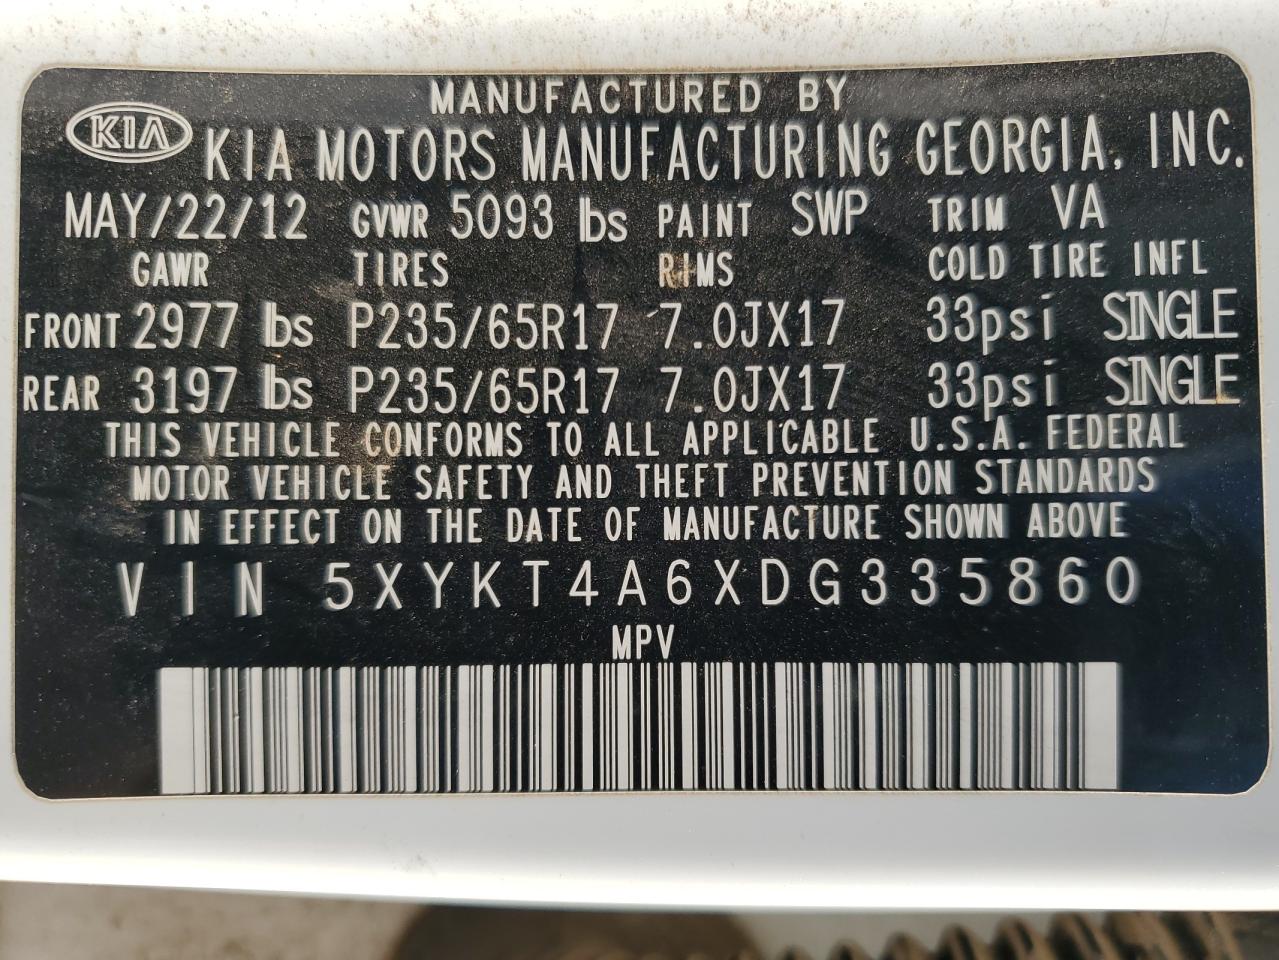 MANUFACTURED BY
KIA KIA MOTORS MANUFACTURING GEORGIA, INC.
MAY/22/12 GVWR 5093 lbs PAINT SWP TRIM VA
GAWR TIRES RIMS COLD TIRE INFL
FRONT 2977 lbs P235/65R17 7.0JX17 33psi SINGLE
REAR 3197 lbs P235/65R17 7.0JX17 33psi SINGLE
THIS VEHICLE CONFORMS TO ALL APPLICABLE U.S.A. FEDERAL
MOTOR VEHICLE SAFETY AND THEFT PREVENTION STANDARDS
IN EFFECT ON THE DATE OF MANUFACTURE SHOWN ABOVE
VIN 5XYKT4A6XDG335860
MPV